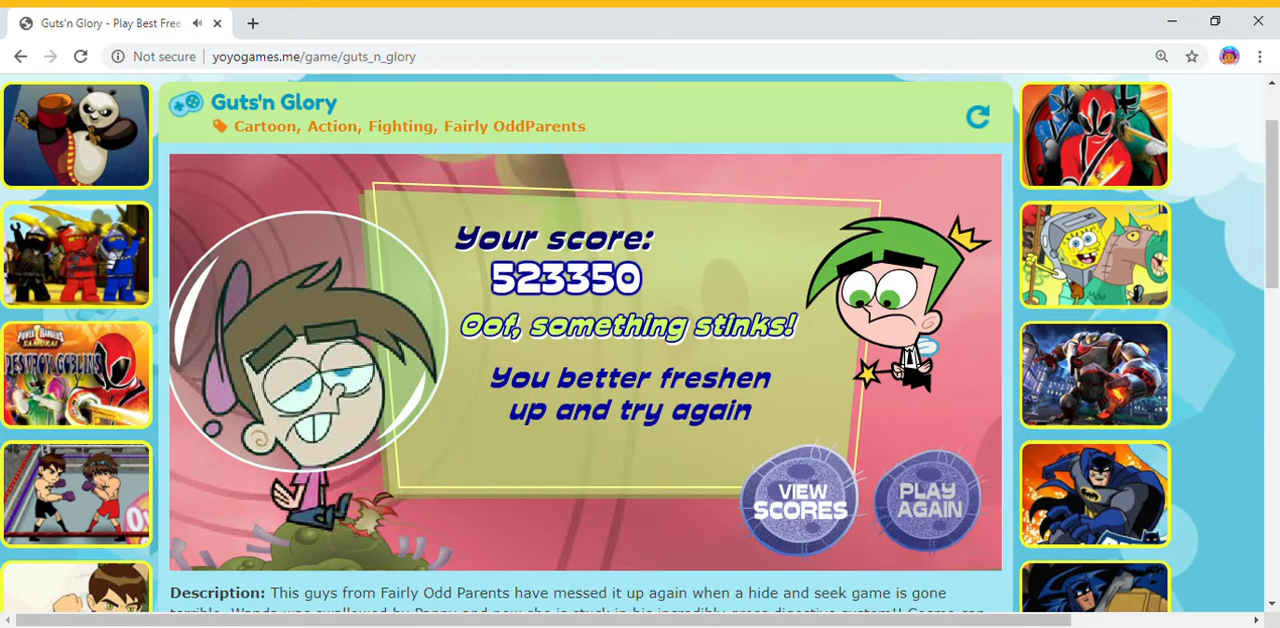 Guts'n Glory - Play Best Free
Not secure
yoyogames.me/game/guts_n_glory
Guts'n Glory
Cartoon, Action, Fighting, Fairly OddParents
Your score:
523350
Oof, something stinks!
You better freshen
up and try again
VIEW
SCORES
PLAY
AGAIN
POWER RANGERS
SAMURAI
DESTROY GOBLINS
Description: This guys from Fairly Odd Parents have messed it up again when a hide and seek game is gone